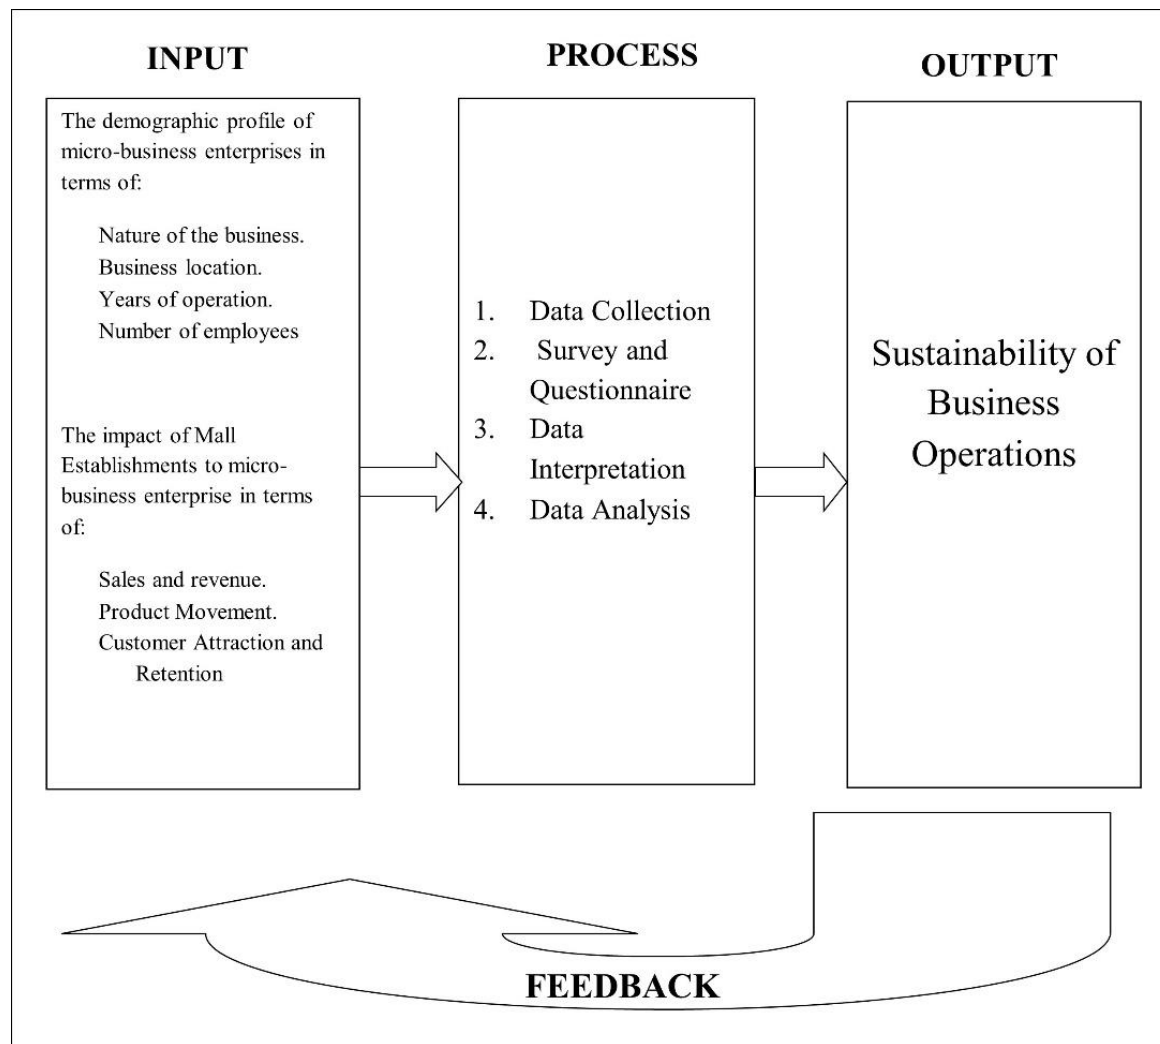 INPUT
The demographic profile of
micro-business enterprises in
terms of:
Nature of the business.
Business location.
Years of operation.
Number of employees
The impact of Mall
Establishments to micro-
business enterprise in terms
of:
Sales and revenue.
Product Movement.
Customer Attraction and
Retention
PROCESS
1. Data Collection
2. Survey and
Questionnaire
3. Data
Interpretation
4. Data Analysis
OUTPUT
Sustainability of
Business
Operations
FEEDBACK